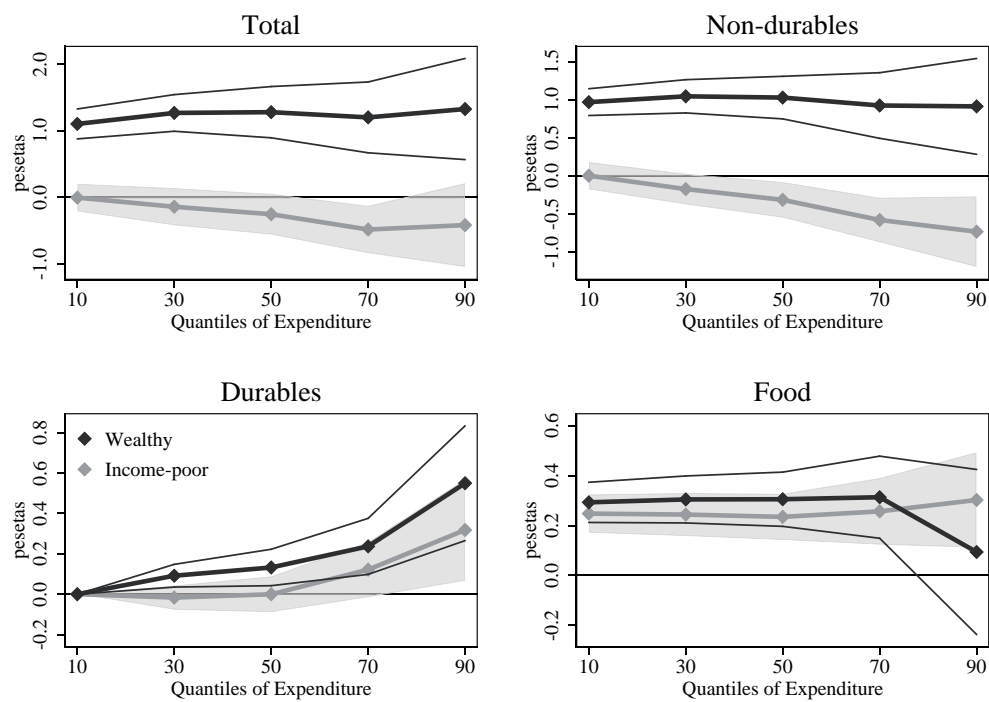 Total
Non-durables
2.0
1.0
0.0
-1.0
pesetas
10 30 50 70 90
Quantiles of Expenditure
1.5
1.0
0.5
0.0
-0.5
-1.0
pesetas
10 30 50 70 90
Quantiles of Expenditure
Durables
Food
0.8
0.6
0.4
0.2
0.0
-0.2
pesetas
Wealthy
Income-poor
10 30 50 70 90
Quantiles of Expenditure
0.6
0.4
0.2
0.0
-0.2
pesetas
10 30 50 70 90
Quantiles of Expenditure